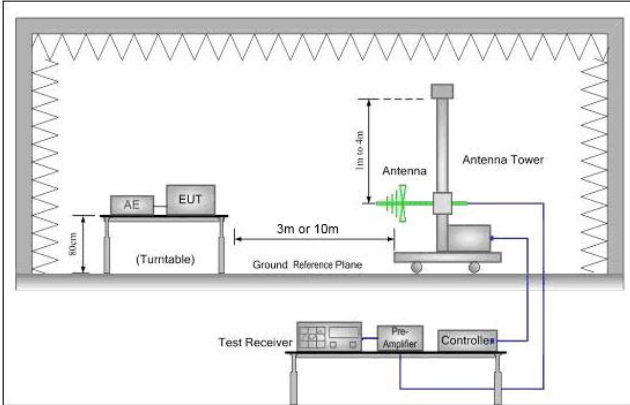 1m to 4m
Antenna
Antenna Tower
AE
EUT
80cm
(Turntable)
3m or 10m
Ground Reference Plane
Test Receiver
Pre-
Amplifier
Controlle